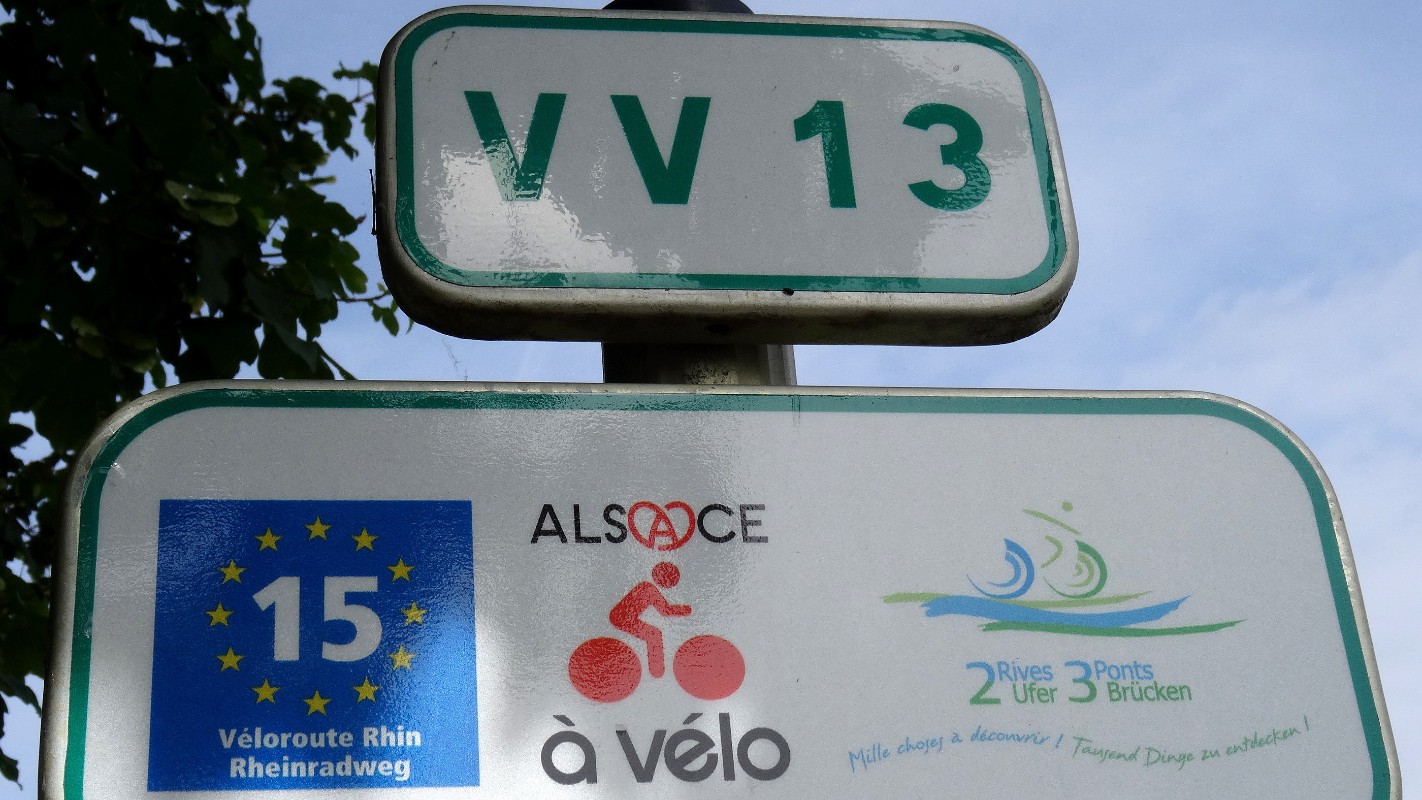 VV 13
15
Véloroute Rhin
Rheinradweg
ALSACE
à vélo
2 Rives 3 Ponts
Ufer Brücken
Mille choses à découvrir ! Tausend Dinge zu entdecken !